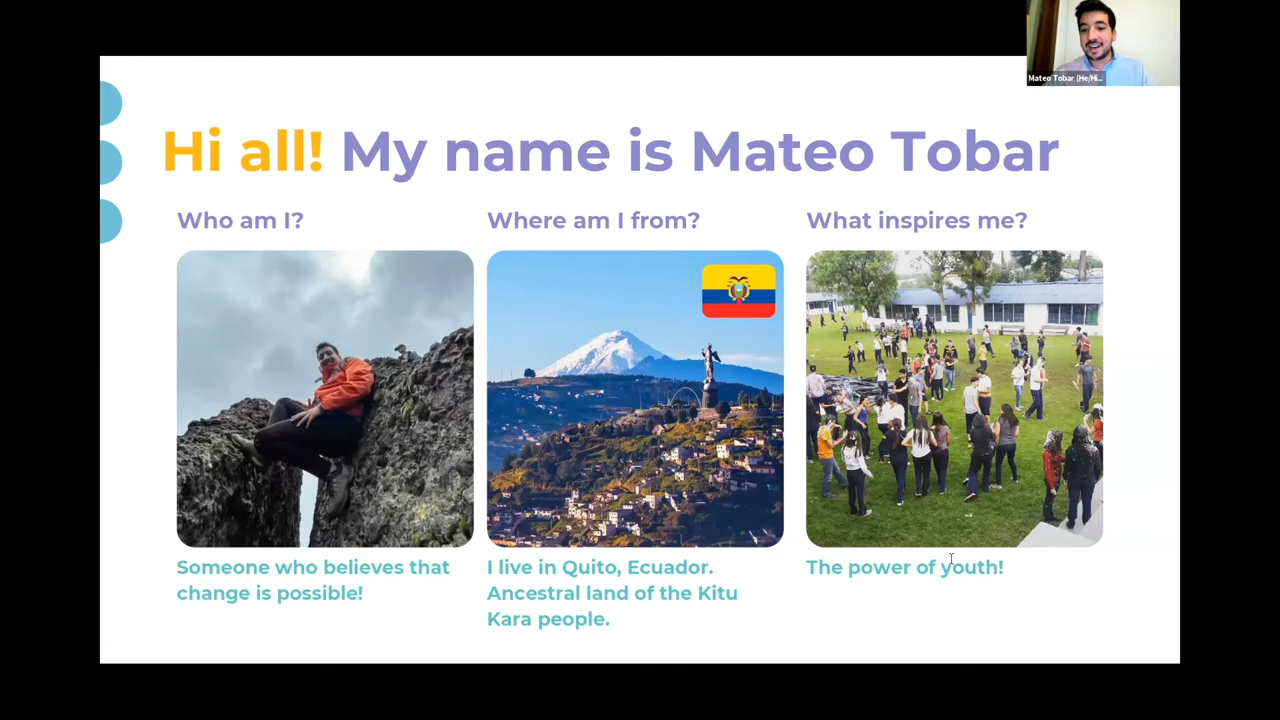 Mateo Tobar (He/Hi...
Hi all! My name is Mateo Tobar
Who am I?
Where am I from?
What inspires me?
Someone who believes that
change is possible!
I live in Quito, Ecuador.
Ancestral land of the Kitu
Kara people.
The power of youth!